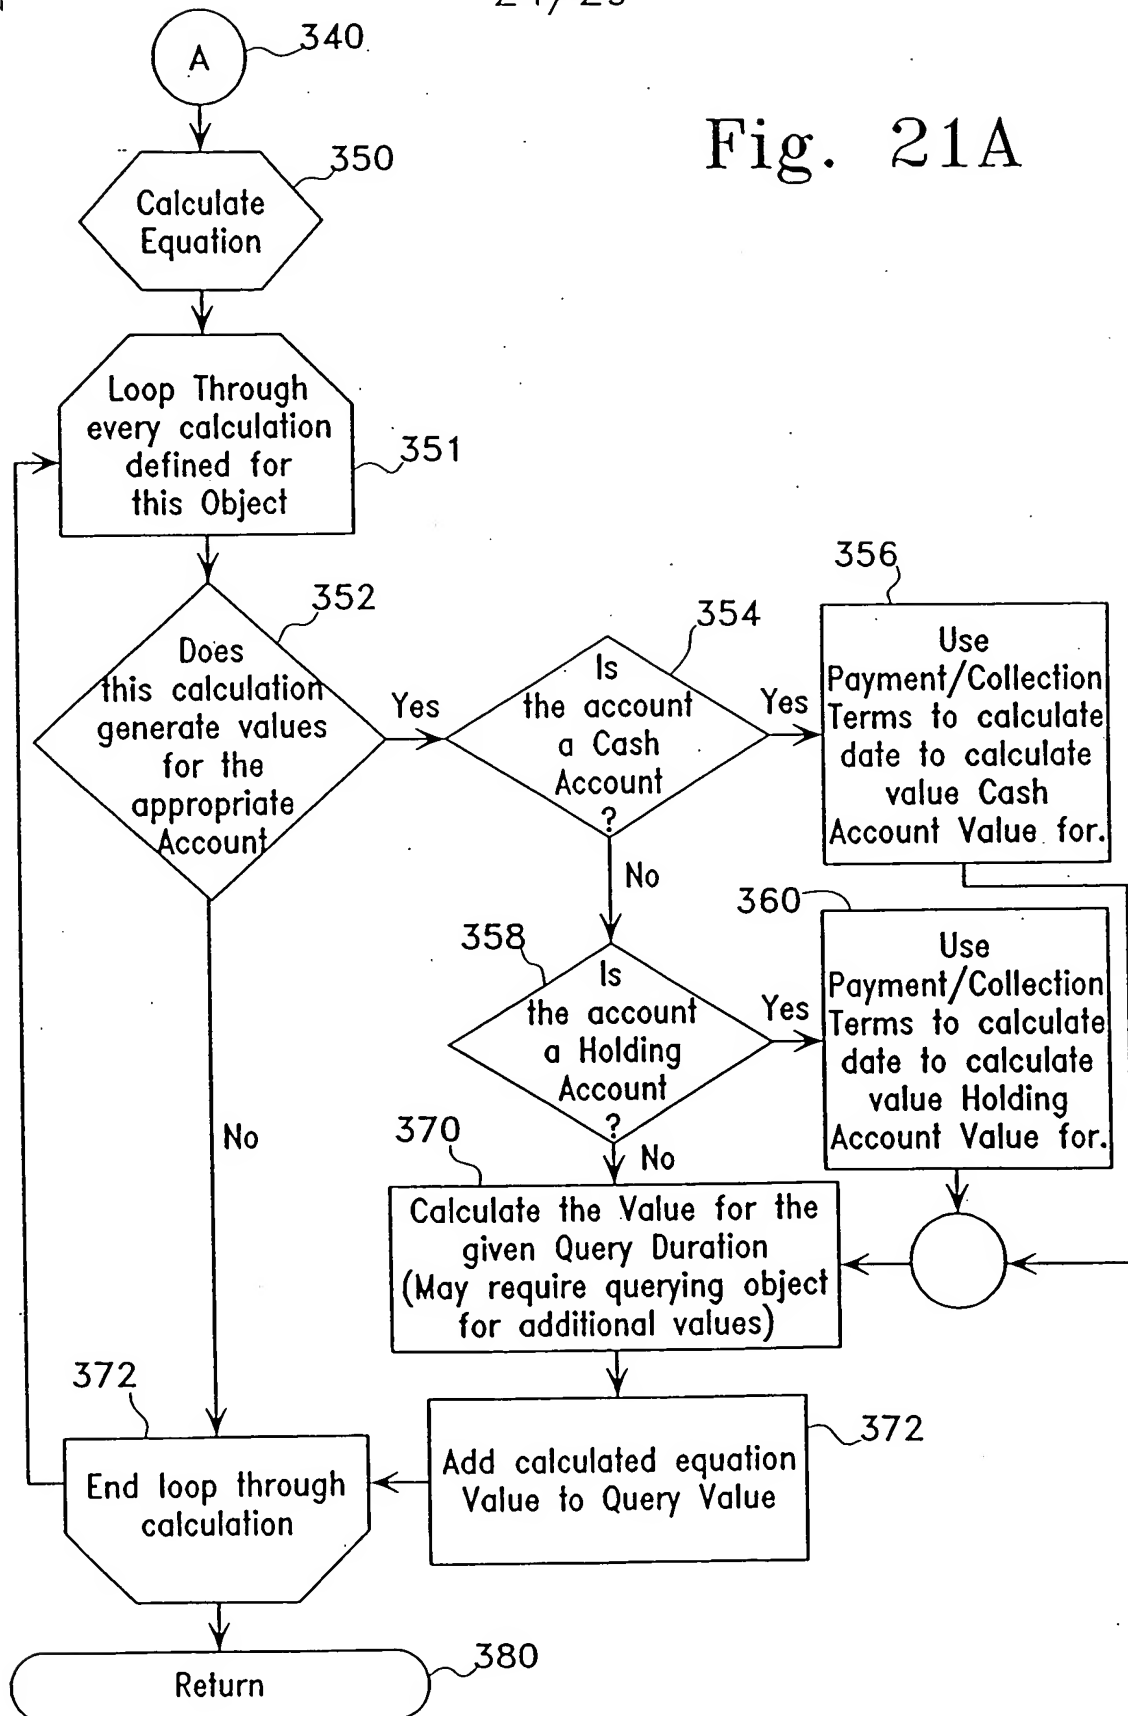 A
340
Fig. 21A
350
Calculate
Equation
Loop Through
every calculation
defined for
this Object
351
352
Does
this calculation
generate values
for the
appropriate
Account
Yes
No
354
Is
the account
a Cash
Account
?
Yes
No
356
Use
Payment/Collection
Terms to calculate
date to calculate
value Cash
Account Value for.
358
Is
the account
a Holding
Account
?
Yes
No
360
Use
Payment/Collection
Terms to calculate
date to calculate
value Holding
Account Value for.
370
Calculate the Value for the
given Query Duration
(May require querying object
for additional values)
372
Add calculated equation
Value to Query Value
372
End loop through
calculation
Return
380